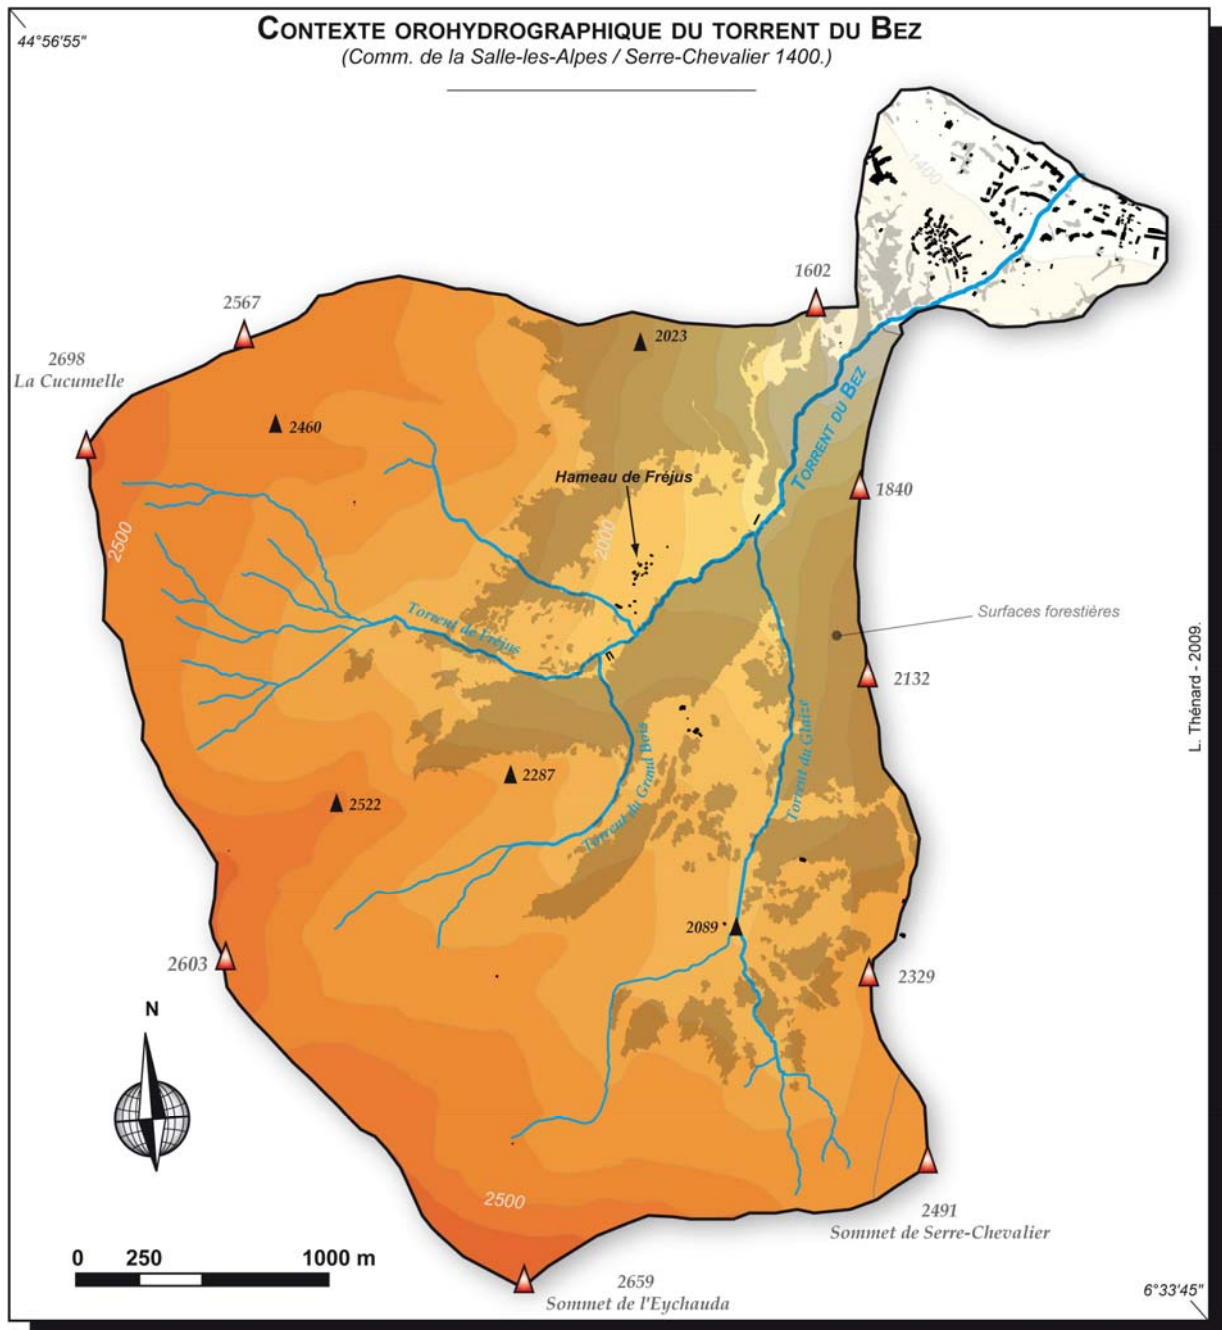 44°56'55"
CONTEXTE OROHYDROGRAPHIQUE DU TORRENT DU BEZ
(Comm. de la Salle-les-Alpes / Serre-Chevalier 1400.)
1400
1602
2567
2023
2698
La Cucumelle
TORRENT DU BEZ
2460
Hameau de Fréjus
1840
2500
2000
Torrent de Fréjus
Surfaces forestières
L. Thénard - 2009.
2132
Torrent du Glaize
Torrent du Grand Bois
2287
2522
2089
2603
2329
N
2500
2491
Sommet de Serre-Chevalier
0 250 1000 m
2659
Sommet de l'Eychauda
6°33'45"